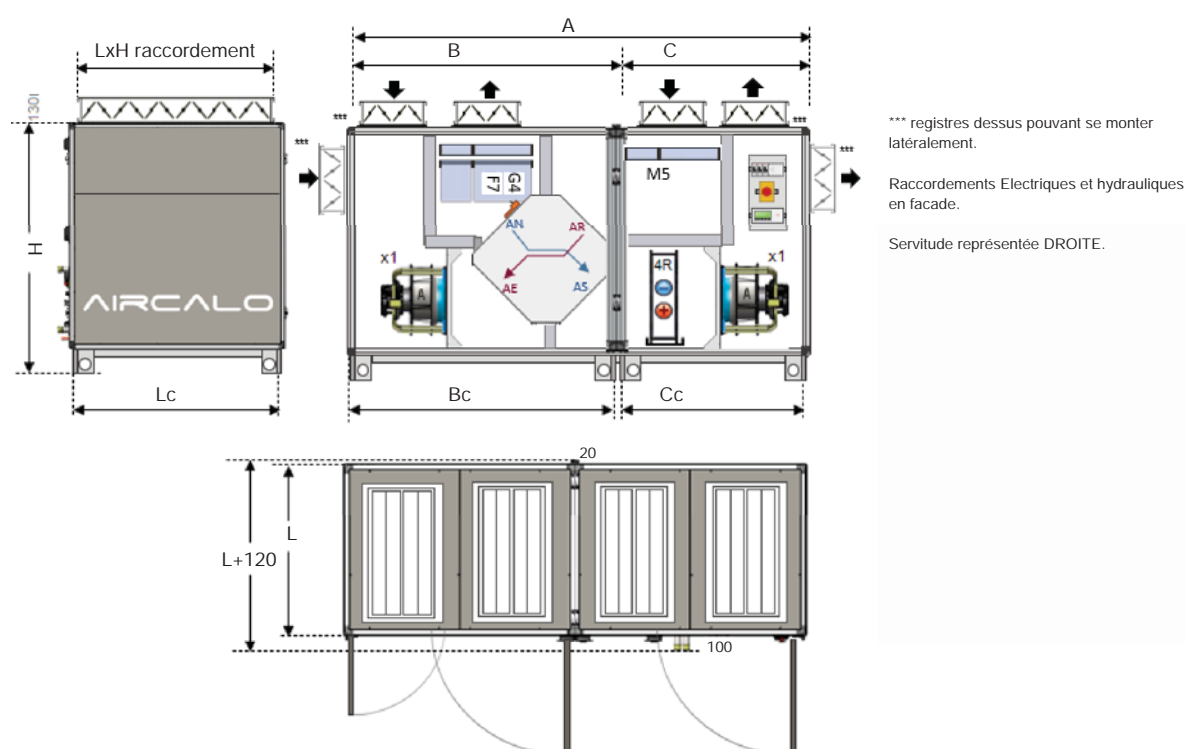 A
LxH raccordement
B
C
130
***
***
***
***
*** registres dessus pouvant se monter
latéralement.
Raccordements Electriques et hydrauliques
en facade.
Servitude représentée DROITE.
H
G4
F7
M5
AN
AR
AE
AS
x1
A
4R
x1
A
AIRCALO
Lc
Bc
Cc
20
L
L+120
100